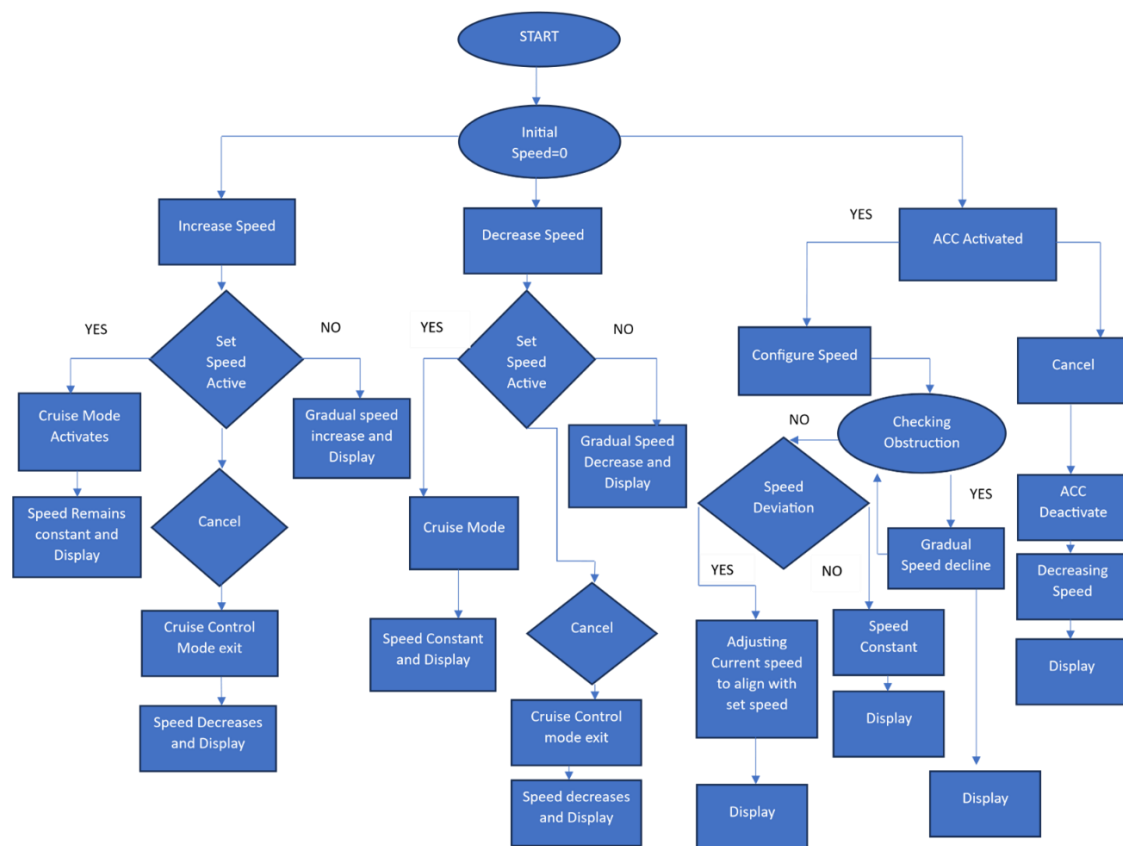 START
Initial
Speed=0
Increase Speed
Decrease Speed
YES
ACC Activated
YES
Set
Speed
Active
NO
YES
Set
Speed
Active
NO
Configure Speed
Cancel
Cruise Mode
Activates
Gradual speed
increase and
Display
Gradual Speed
Decrease and
Display
NO
Checking
Obstruction
Speed Remains
constant and
Display
Cancel
Cruise Mode
Speed
Deviation
YES
ACC
Deactivate
Gradual
Speed decline
YES
NO
Decreasing
Speed
Cruise Control
Mode exit
Speed Constant
and Display
Cancel
Adjusting
Current speed
to align with
set speed
Speed
Constant
Display
Speed Decreases
and Display
Cruise Control
mode exit
Display
Speed decreases
and Display
Display
Display